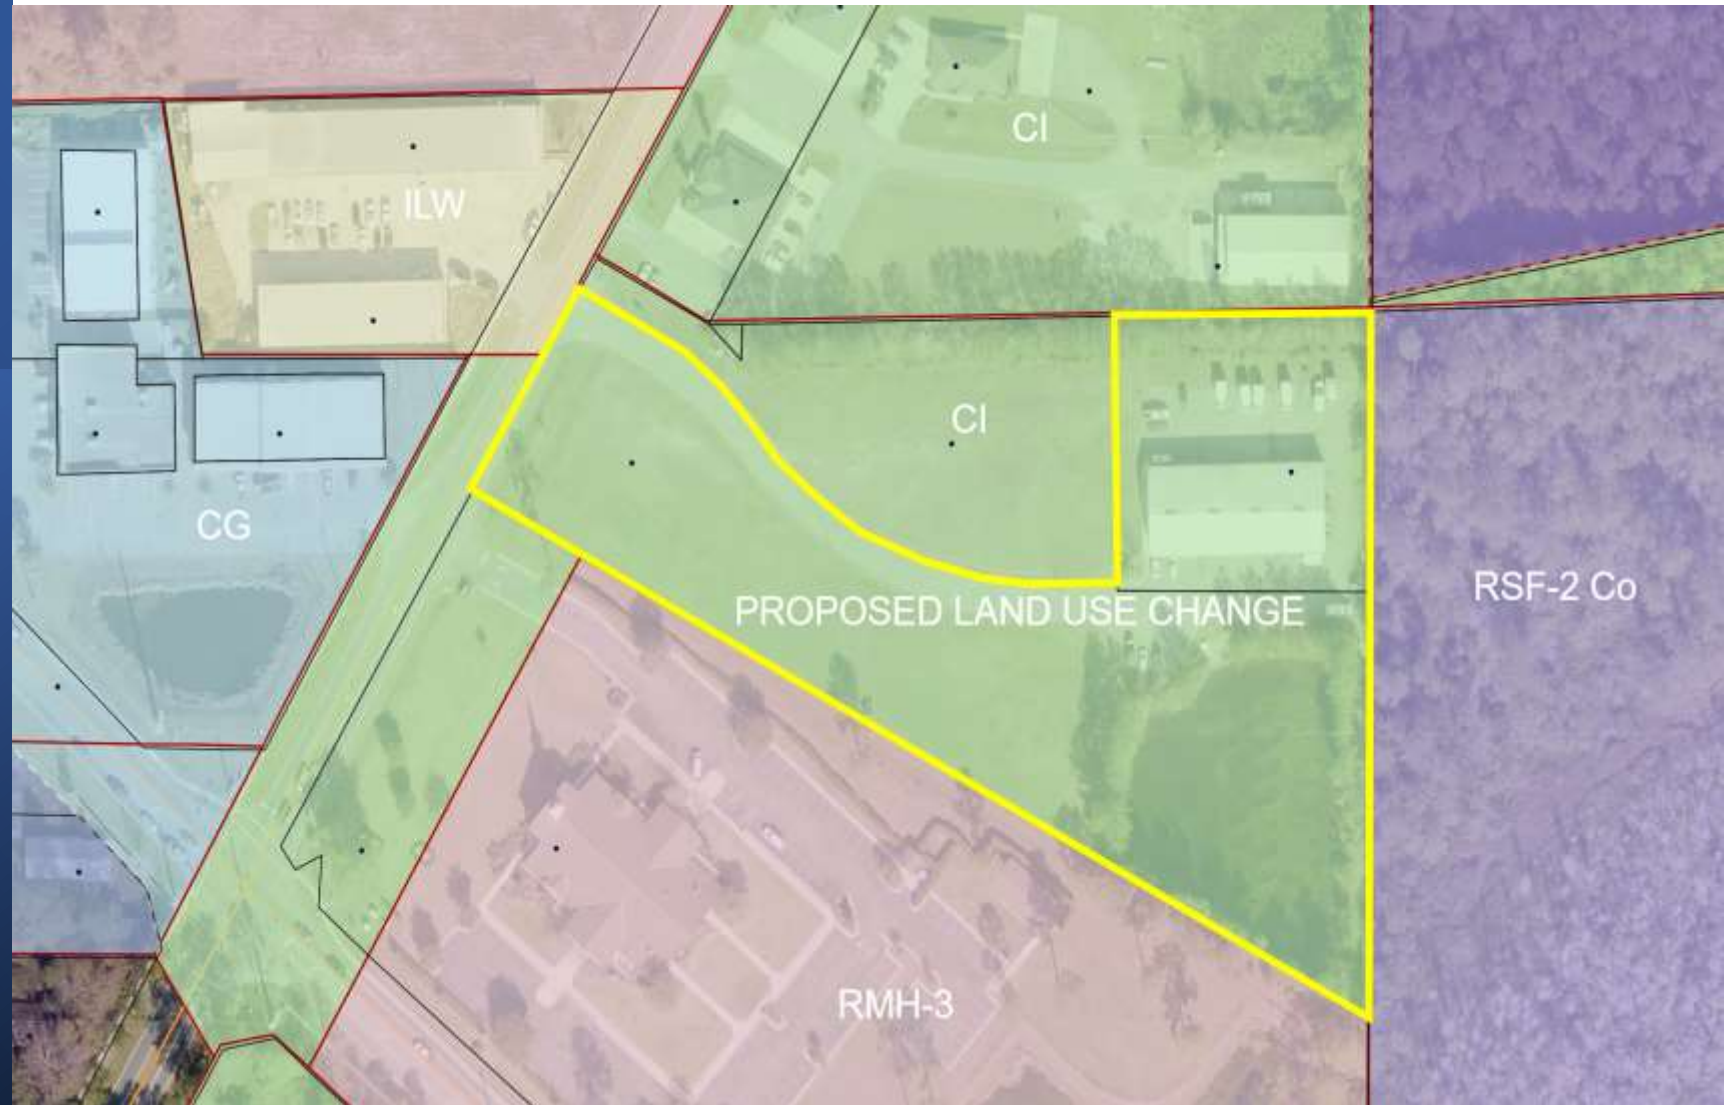 CI
ILW
CI
CG
RSF-2 Co
PROPOSED LAND USE CHANGE
RMH-3